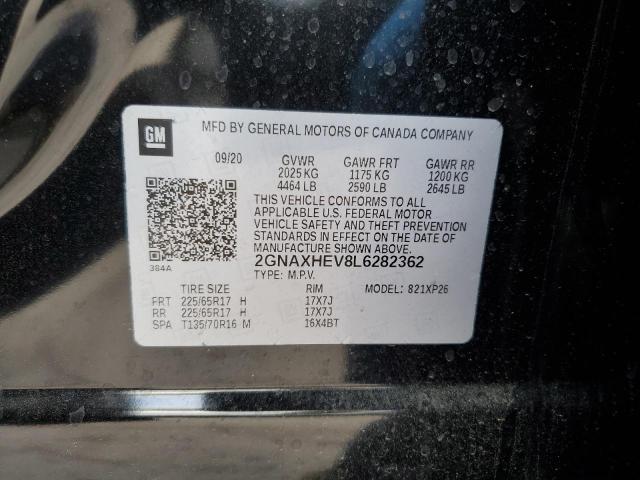 GM MFD BY GENERAL MOTORS OF CANADA COMPANY
09/20 GVWR GAWR FRT GAWR RR
2025 KG 1175 KG 1200 KG
4464 LB 2590 LB 2645 LB
THIS VEHICLE CONFORMS TO ALL
APPLICABLE U.S. FEDERAL MOTOR
VEHICLE SAFETY AND THEFT PREVENTION
STANDARDS IN EFFECT ON THE DATE OF
MANUFACTURE SHOWN ABOVE.
384A 2GNAXHEV8L6282362
TYPE: M.P.V.
TIRE SIZE RIM MODEL: 821XP26
FRT 225/65R17 H 17X7J
RR 225/65R17 H 17X7J
SPA T135/70R16 M 16X4BT